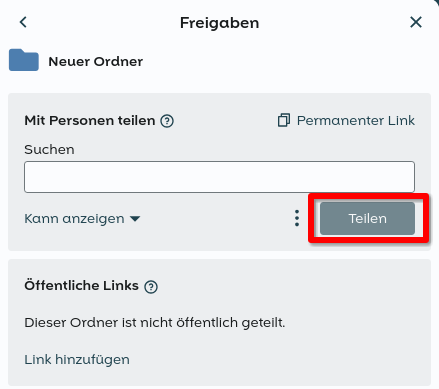 Freigaben
Neuer Ordner
Mit Personen teilen
Permanenter Link
Suchen
Kann anzeigen
Teilen
Öffentliche Links
Dieser Ordner ist nicht öffentlich geteilt.
Link hinzufügen